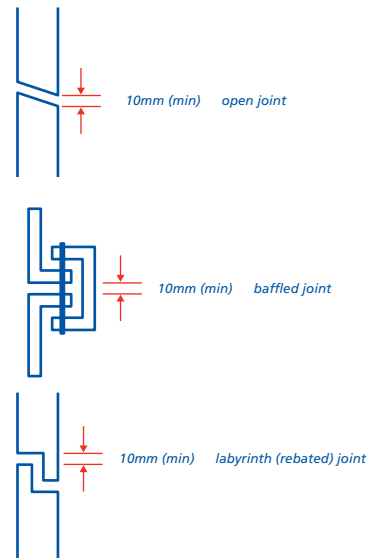 10mm (min) open joint
10mm (min) baffled joint
10mm (min) labyrinth (rebated) joint